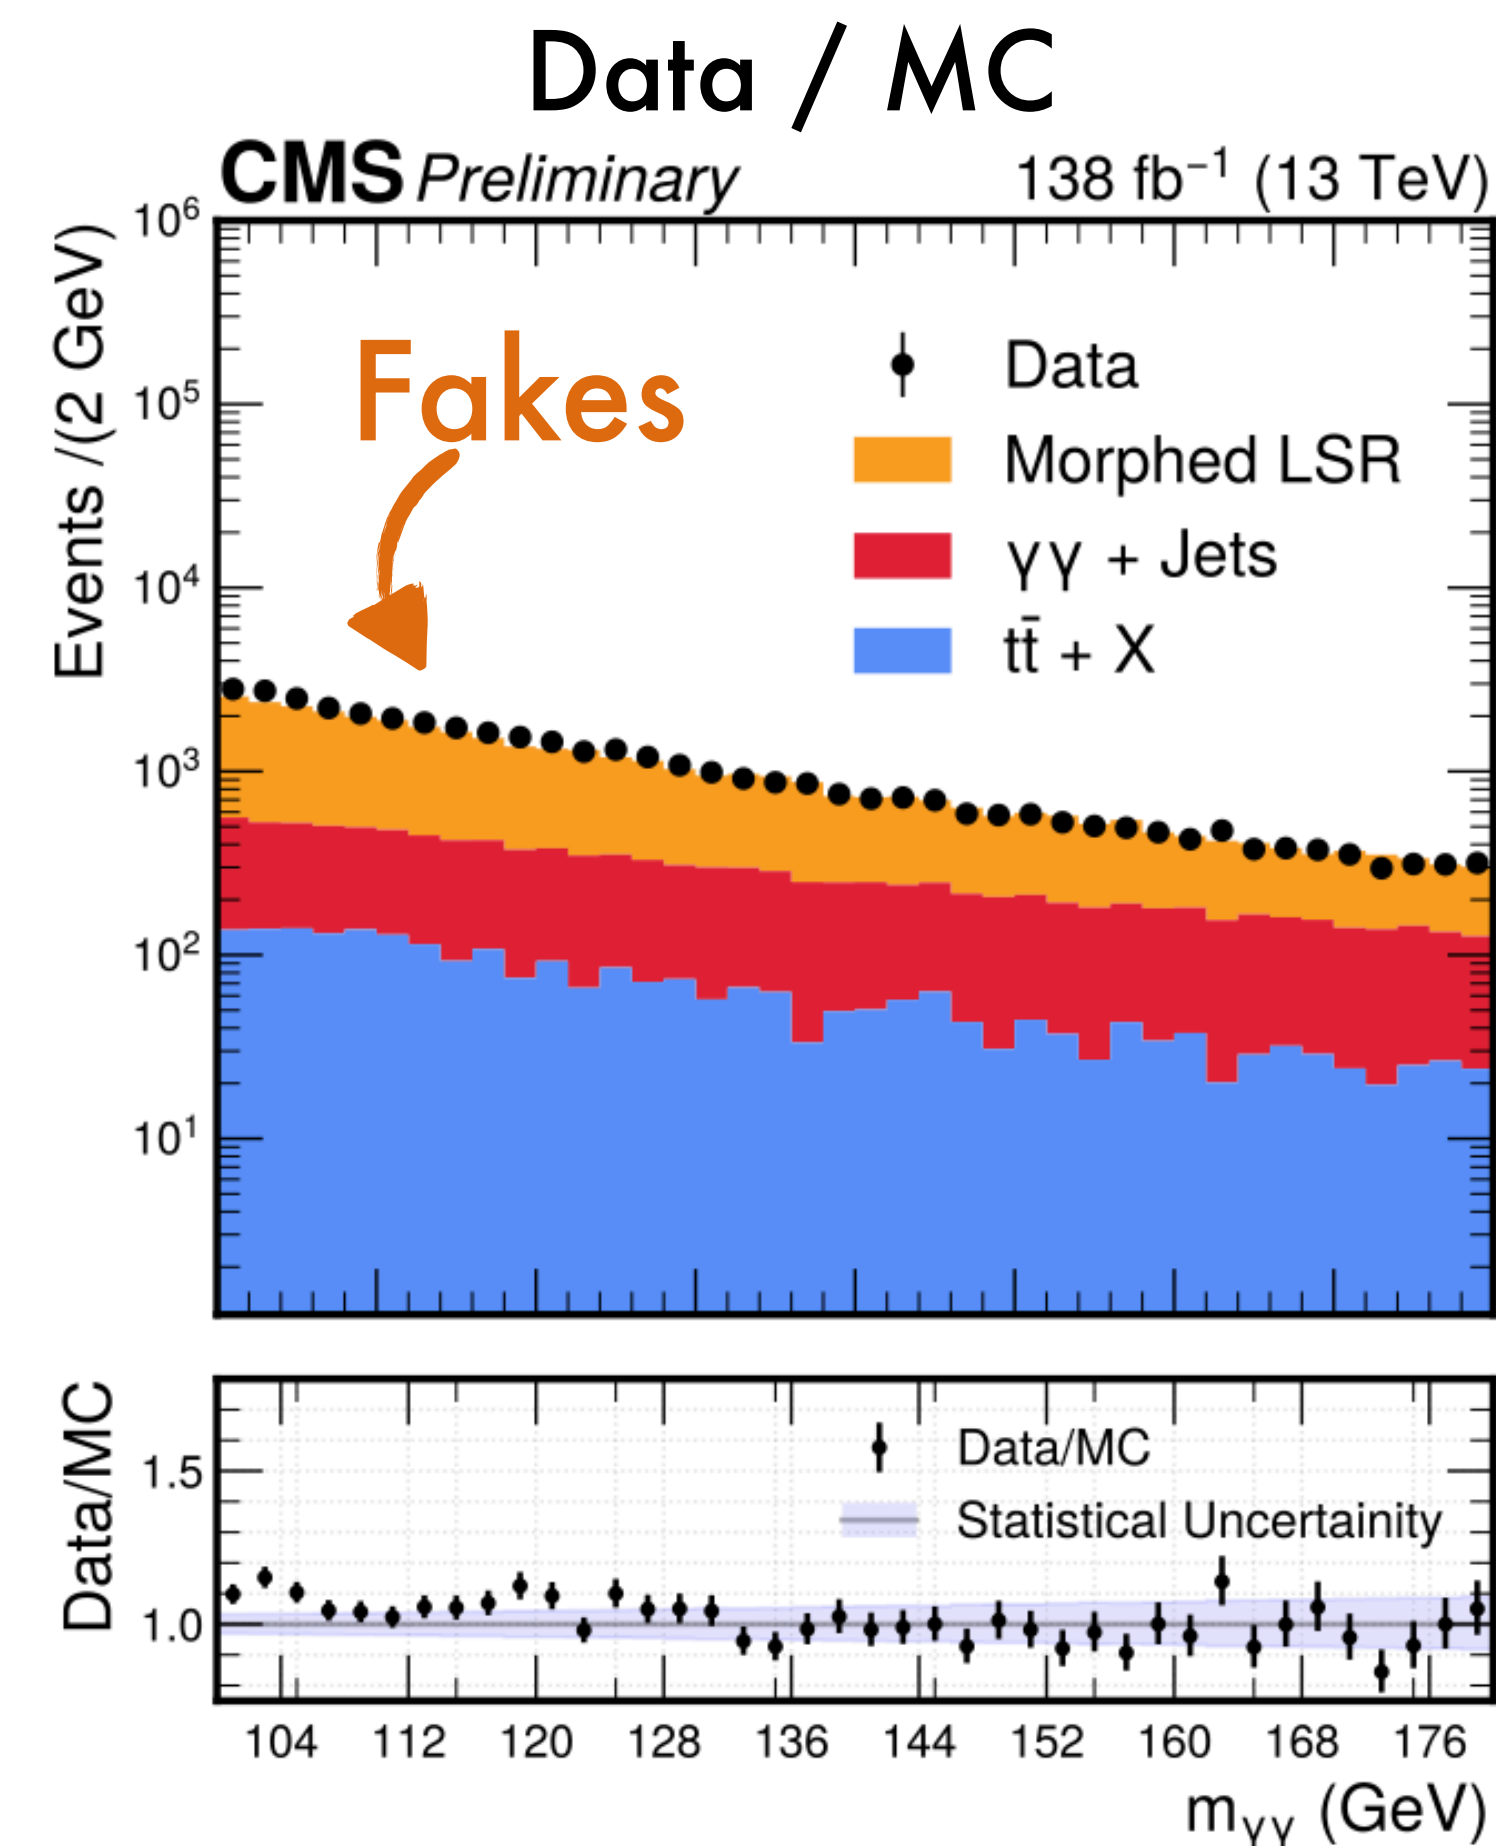 Data / MC
CMS Preliminary 138 fb⁻¹ (13 TeV)
Events /(2 GeV)
10⁶
10⁵
10⁴
10³
10²
10¹
Fakes
Data
Morphed LSR
γγ + Jets
tt̄ + X
Data/MC
1.5
1.0
Data/MC
Statistical Uncertainity
104 112 120 128 136 144 152 160 168 176
m_γγ (GeV)